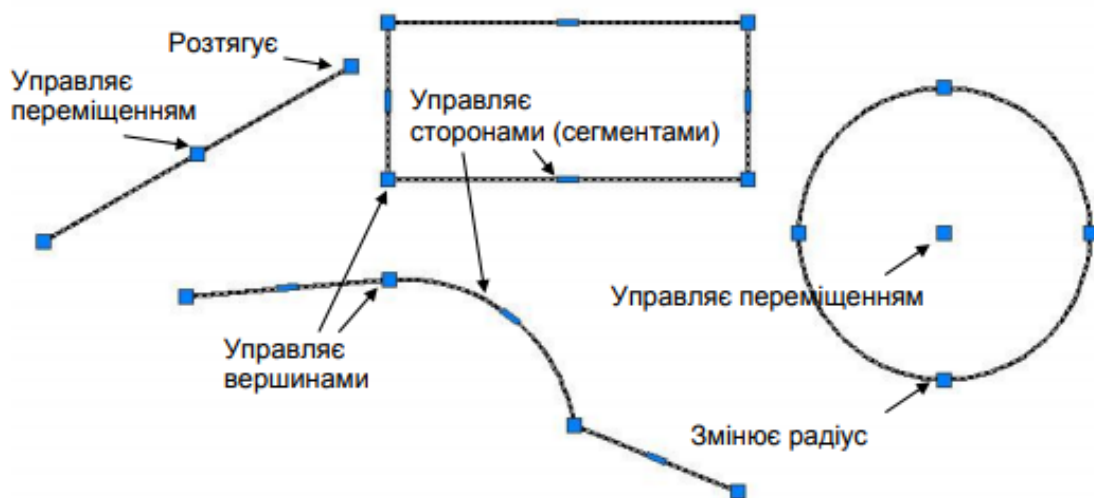 Розтягує
Управляє
переміщенням
Управляє
сторонами (сегментами)
Управляє переміщенням
Управляє
вершинами
Змінює радіус